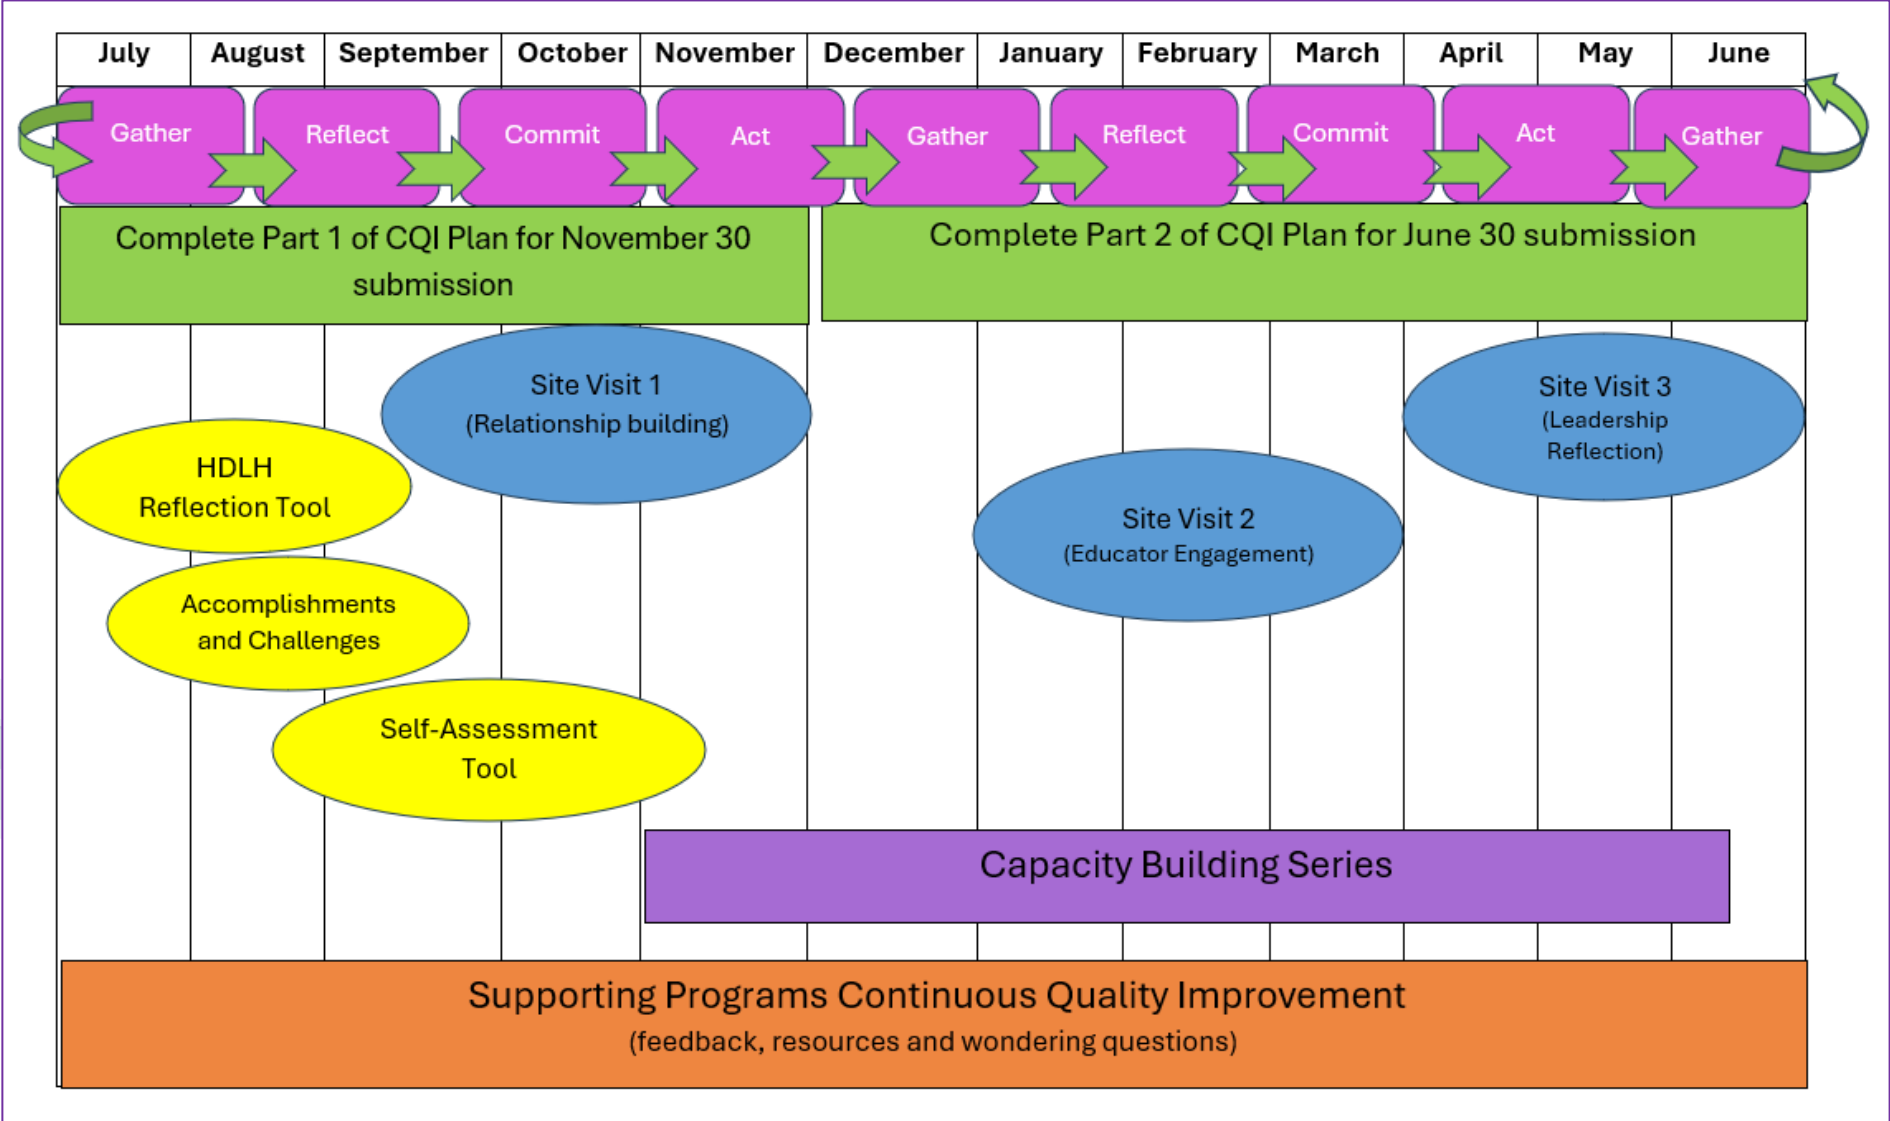 July August September October November December January February March April May June
Gather Reflect Commit Act Gather Reflect Commit Act Gather
Complete Part 1 of CQI Plan for November 30
submission
Complete Part 2 of CQI Plan for June 30 submission
Site Visit 1
(Relationship building)
Site Visit 3
(Leadership
Reflection)
HDLH
Reflection Tool
Site Visit 2
(Educator Engagement)
Accomplishments
and Challenges
Self-Assessment
Tool
Capacity Building Series
Supporting Programs Continuous Quality Improvement
(feedback, resources and wondering questions)